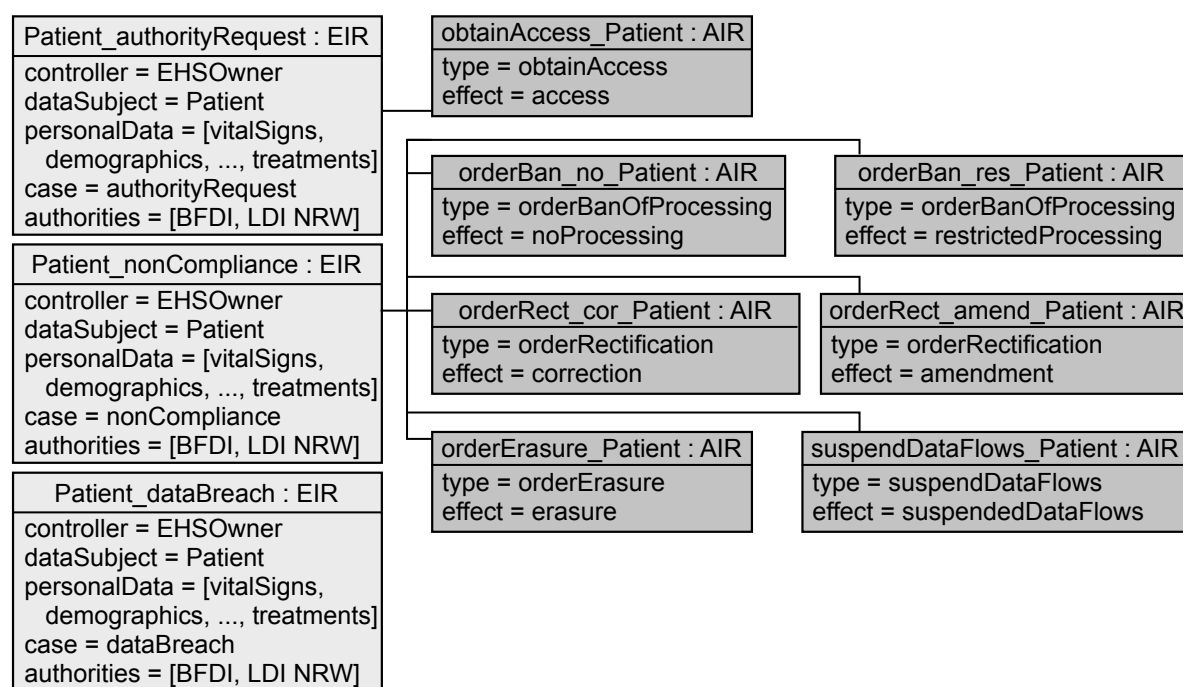 Patient_authorityRequest : EIR
controller = EHSOwner
dataSubject = Patient
personalData = [vitalSigns,
demographics, ..., treatments]
case = authorityRequest
authorities = [BFDI, LDI NRW]
obtainAccess_Patient : AIR
type = obtainAccess
effect = access
orderBan_no_Patient : AIR
type = orderBanOfProcessing
effect = noProcessing
orderBan_res_Patient : AIR
type = orderBanOfProcessing
effect = restrictedProcessing
Patient_nonCompliance : EIR
controller = EHSOwner
dataSubject = Patient
personalData = [vitalSigns,
demographics, ..., treatments]
case = nonCompliance
authorities = [BFDI, LDI NRW]
orderRect_cor_Patient : AIR
type = orderRectification
effect = correction
orderRect_amend_Patient : AIR
type = orderRectification
effect = amendment
orderErasure_Patient : AIR
type = orderErasure
effect = erasure
suspendDataFlows_Patient : AIR
type = suspendDataFlows
effect = suspendedDataFlows
Patient_dataBreach : EIR
controller = EHSOwner
dataSubject = Patient
personalData = [vitalSigns,
demographics, ..., treatments]
case = dataBreach
authorities = [BFDI, LDI NRW]